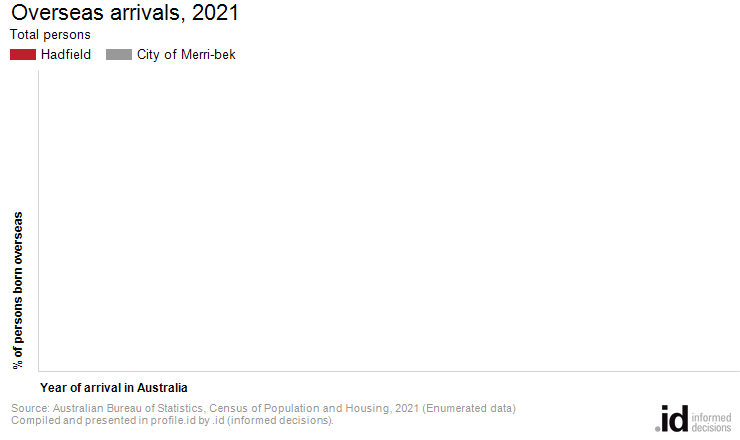 Overseas arrivals, 2021
Total persons
Hadfield City of Merri-bek
% of persons born overseas
Year of arrival in Australia
Source: Australian Bureau of Statistics, Census of Population and Housing, 2021 (Enumerated data)
Compiled and presented in profile.id by .id (informed decisions).
.id informed
decisions